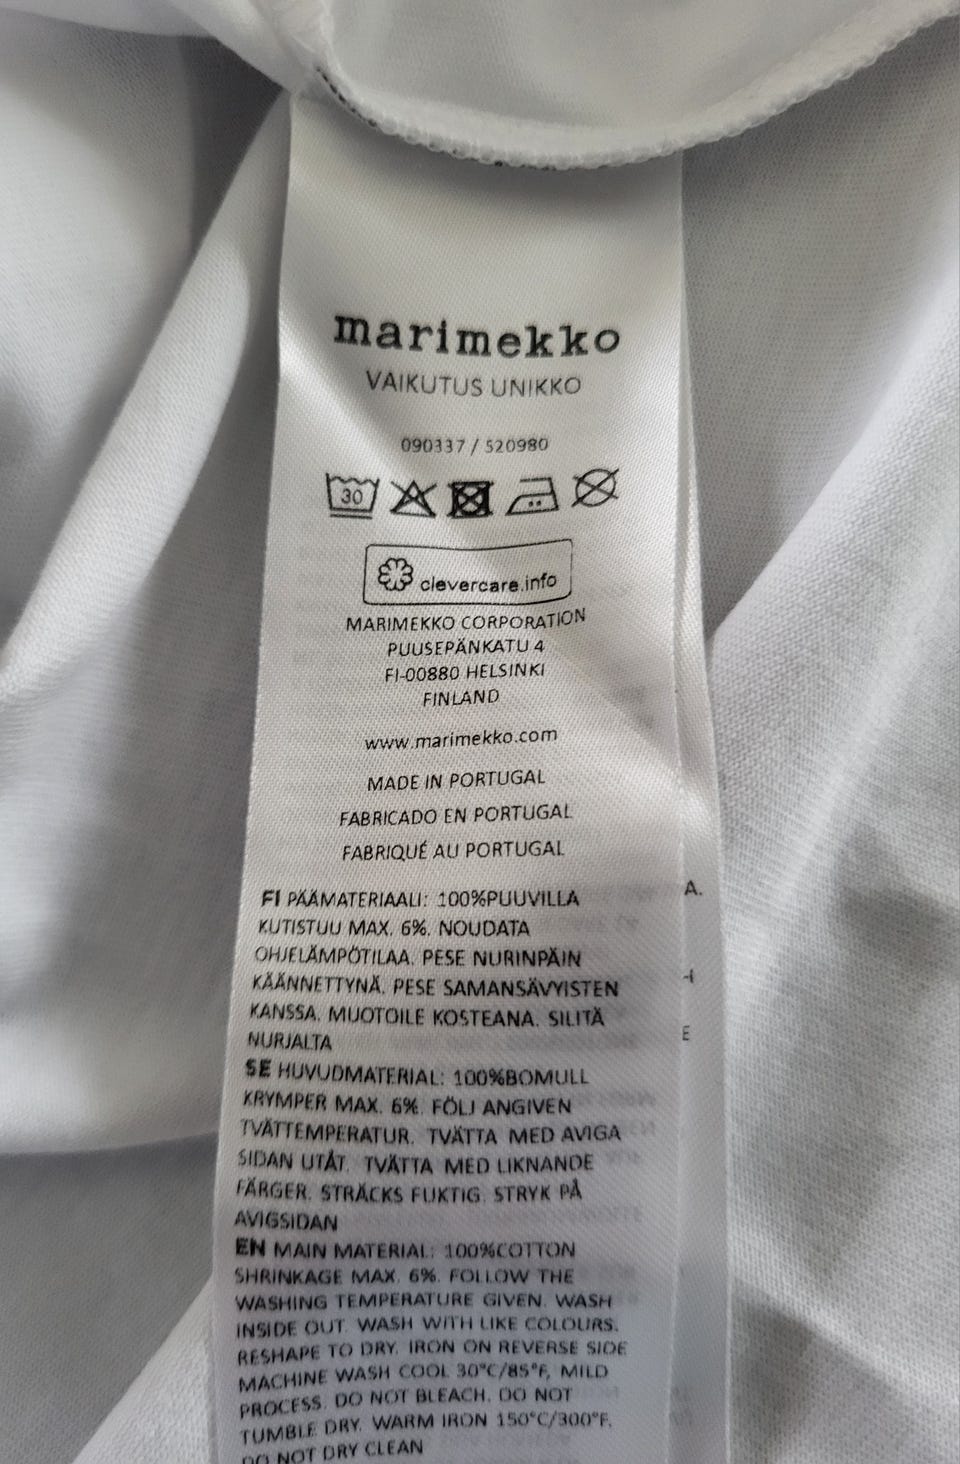 marimekko
VAIKUTUS UNIKKO
090337 / 520980
30
clevercare.info
MARIMEKKO CORPORATION
PUUSEPÄNKATU 4
FI-00880 HELSINKI
FINLAND
www.marimekko.com
MADE IN PORTUGAL
FABRICADO EN PORTUGAL
FABRIQUÉ AU PORTUGAL
FI PÄÄMATERIAALI: 100%PUUVILLA
KUTISTUU MAX. 6%. NOUDATA
OHJELÄMPÖTILAA. PESE NURINPÄIN
KÄÄNNETTYNÄ. PESE SAMANSÄVYISTEN
KANSSA. MUOTOILE KOSTEANA. SILITÄ
NURJALTA
SE HUVUDMATERIAL: 100%BOMULL
KRYMPER MAX. 6%. FÖLJ ANGIVEN
TVÄTTEMPERATUR. TVÄTTA MED AVIGA
SIDAN UTÅT. TVÄTTA MED LIKNANDE
FÄRGER. STRÄCKS FUKTIG. STRYK PÅ
AVIGSIDAN
EN MAIN MATERIAL: 100%COTTON
SHRINKAGE MAX. 6%. FOLLOW THE
WASHING TEMPERATURE GIVEN. WASH
INSIDE OUT. WASH WITH LIKE COLOURS.
RESHAPE TO DRY. IRON ON REVERSE SIDE
MACHINE WASH COOL 30°C/85°F, MILD
PROCESS. DO NOT BLEACH. DO NOT
TUMBLE DRY. WARM IRON 150°C/300°F.
DO NOT DRY CLEAN
A.
E